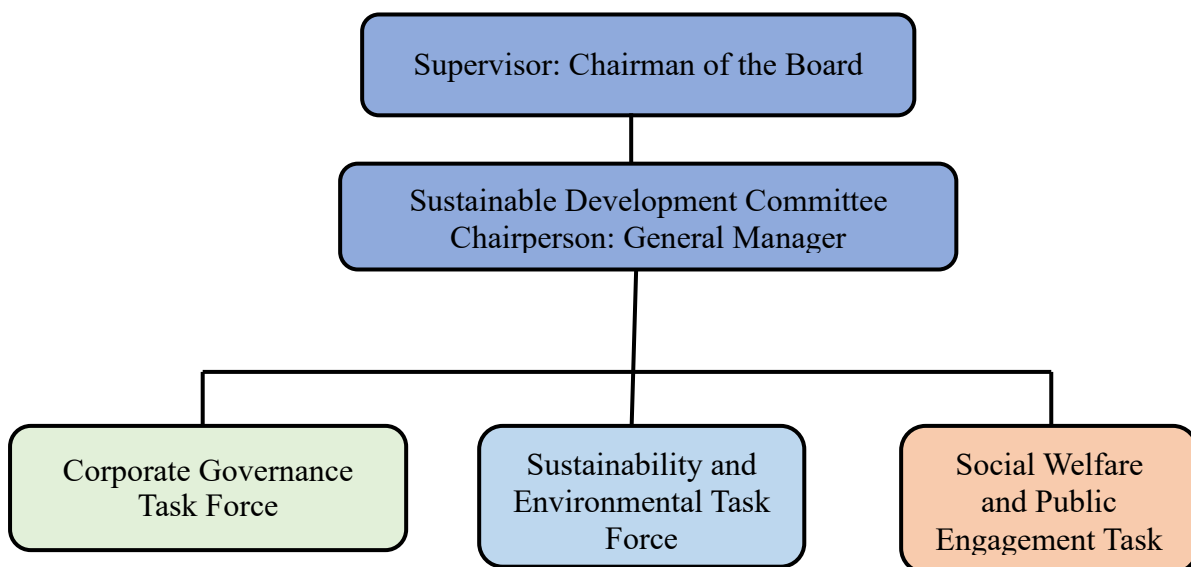 Supervisor: Chairman of the Board
Sustainable Development Committee
Chairperson: General Manager
Corporate Governance
Task Force
Sustainability and
Environmental Task
Force
Social Welfare
and Public
Engagement Task